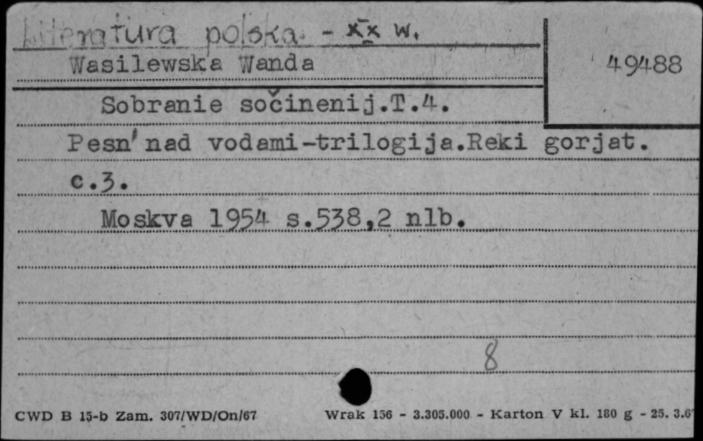 Literatura polska - XX w.
Wasilewska Wanda
49488
Sobranie sočinenij.T.4.
Pesn' nad vodami-trilogija.Reki gorjat.
c.3.
Moskva 1954 s.538,2 nlb.
8
CWD B 15-b Zam. 307/WD/On/67 Wrak 156 - 3.305.000 - Karton V kl. 180 g - 25. 3.6